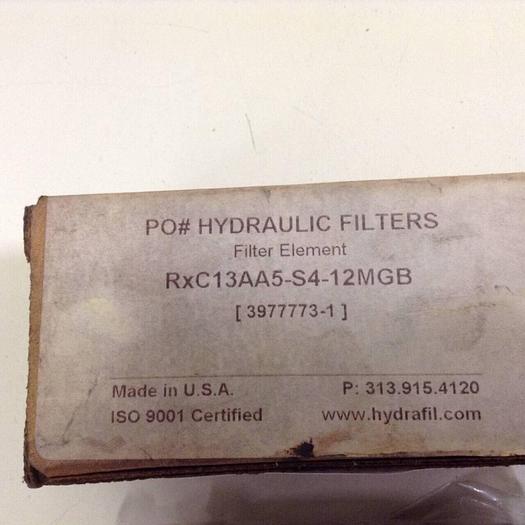 PO# HYDRAULIC FILTERS
Filter Element
RxC13AA5-S4-12MGB
[ 3977773-1 ]
Made in U.S.A. P: 313.915.4120
ISO 9001 Certified www.hydrafil.com